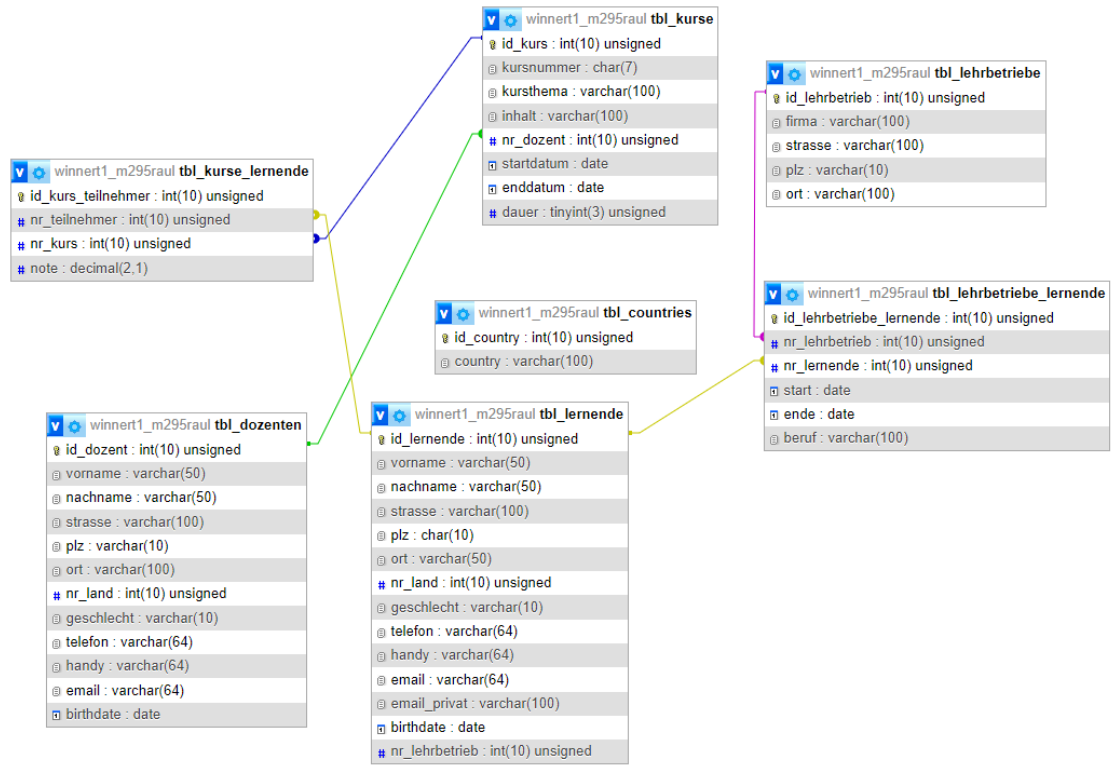 winnert1_m295raul tbl_kurse
id_kurs : int(10) unsigned
kursnummer : char(7)
kursthema : varchar(100)
inhalt : varchar(100)
nr_dozent : int(10) unsigned
startdatum : date
enddatum : date
dauer : tinyint(3) unsigned
winnert1_m295raul tbl_lehrbetriebe
id_lehrbetrieb : int(10) unsigned
firma : varchar(100)
strasse : varchar(100)
plz : varchar(10)
ort : varchar(100)
winnert1_m295raul tbl_kurse_lernende
id_kurs_teilnehmer : int(10) unsigned
nr_teilnehmer : int(10) unsigned
nr_kurs : int(10) unsigned
note : decimal(2,1)
winnert1_m295raul tbl_countries
id_country : int(10) unsigned
country : varchar(100)
winnert1_m295raul tbl_lehrbetriebe_lernende
id_lehrbetriebe_lernende : int(10) unsigned
nr_lehrbetrieb : int(10) unsigned
nr_lernende : int(10) unsigned
start : date
ende : date
beruf : varchar(100)
winnert1_m295raul tbl_dozenten
id_dozent : int(10) unsigned
vorname : varchar(50)
nachname : varchar(50)
strasse : varchar(100)
plz : varchar(10)
ort : varchar(100)
nr_land : int(10) unsigned
geschlecht : varchar(10)
telefon : varchar(64)
handy : varchar(64)
email : varchar(64)
birthdate : date
winnert1_m295raul tbl_lernende
id_lernende : int(10) unsigned
vorname : varchar(50)
nachname : varchar(50)
strasse : varchar(100)
plz : char(10)
ort : varchar(50)
nr_land : int(10) unsigned
geschlecht : varchar(10)
telefon : varchar(64)
handy : varchar(64)
email : varchar(64)
email_privat : varchar(100)
birthdate : date
nr_lehrbetrieb : int(10) unsigned